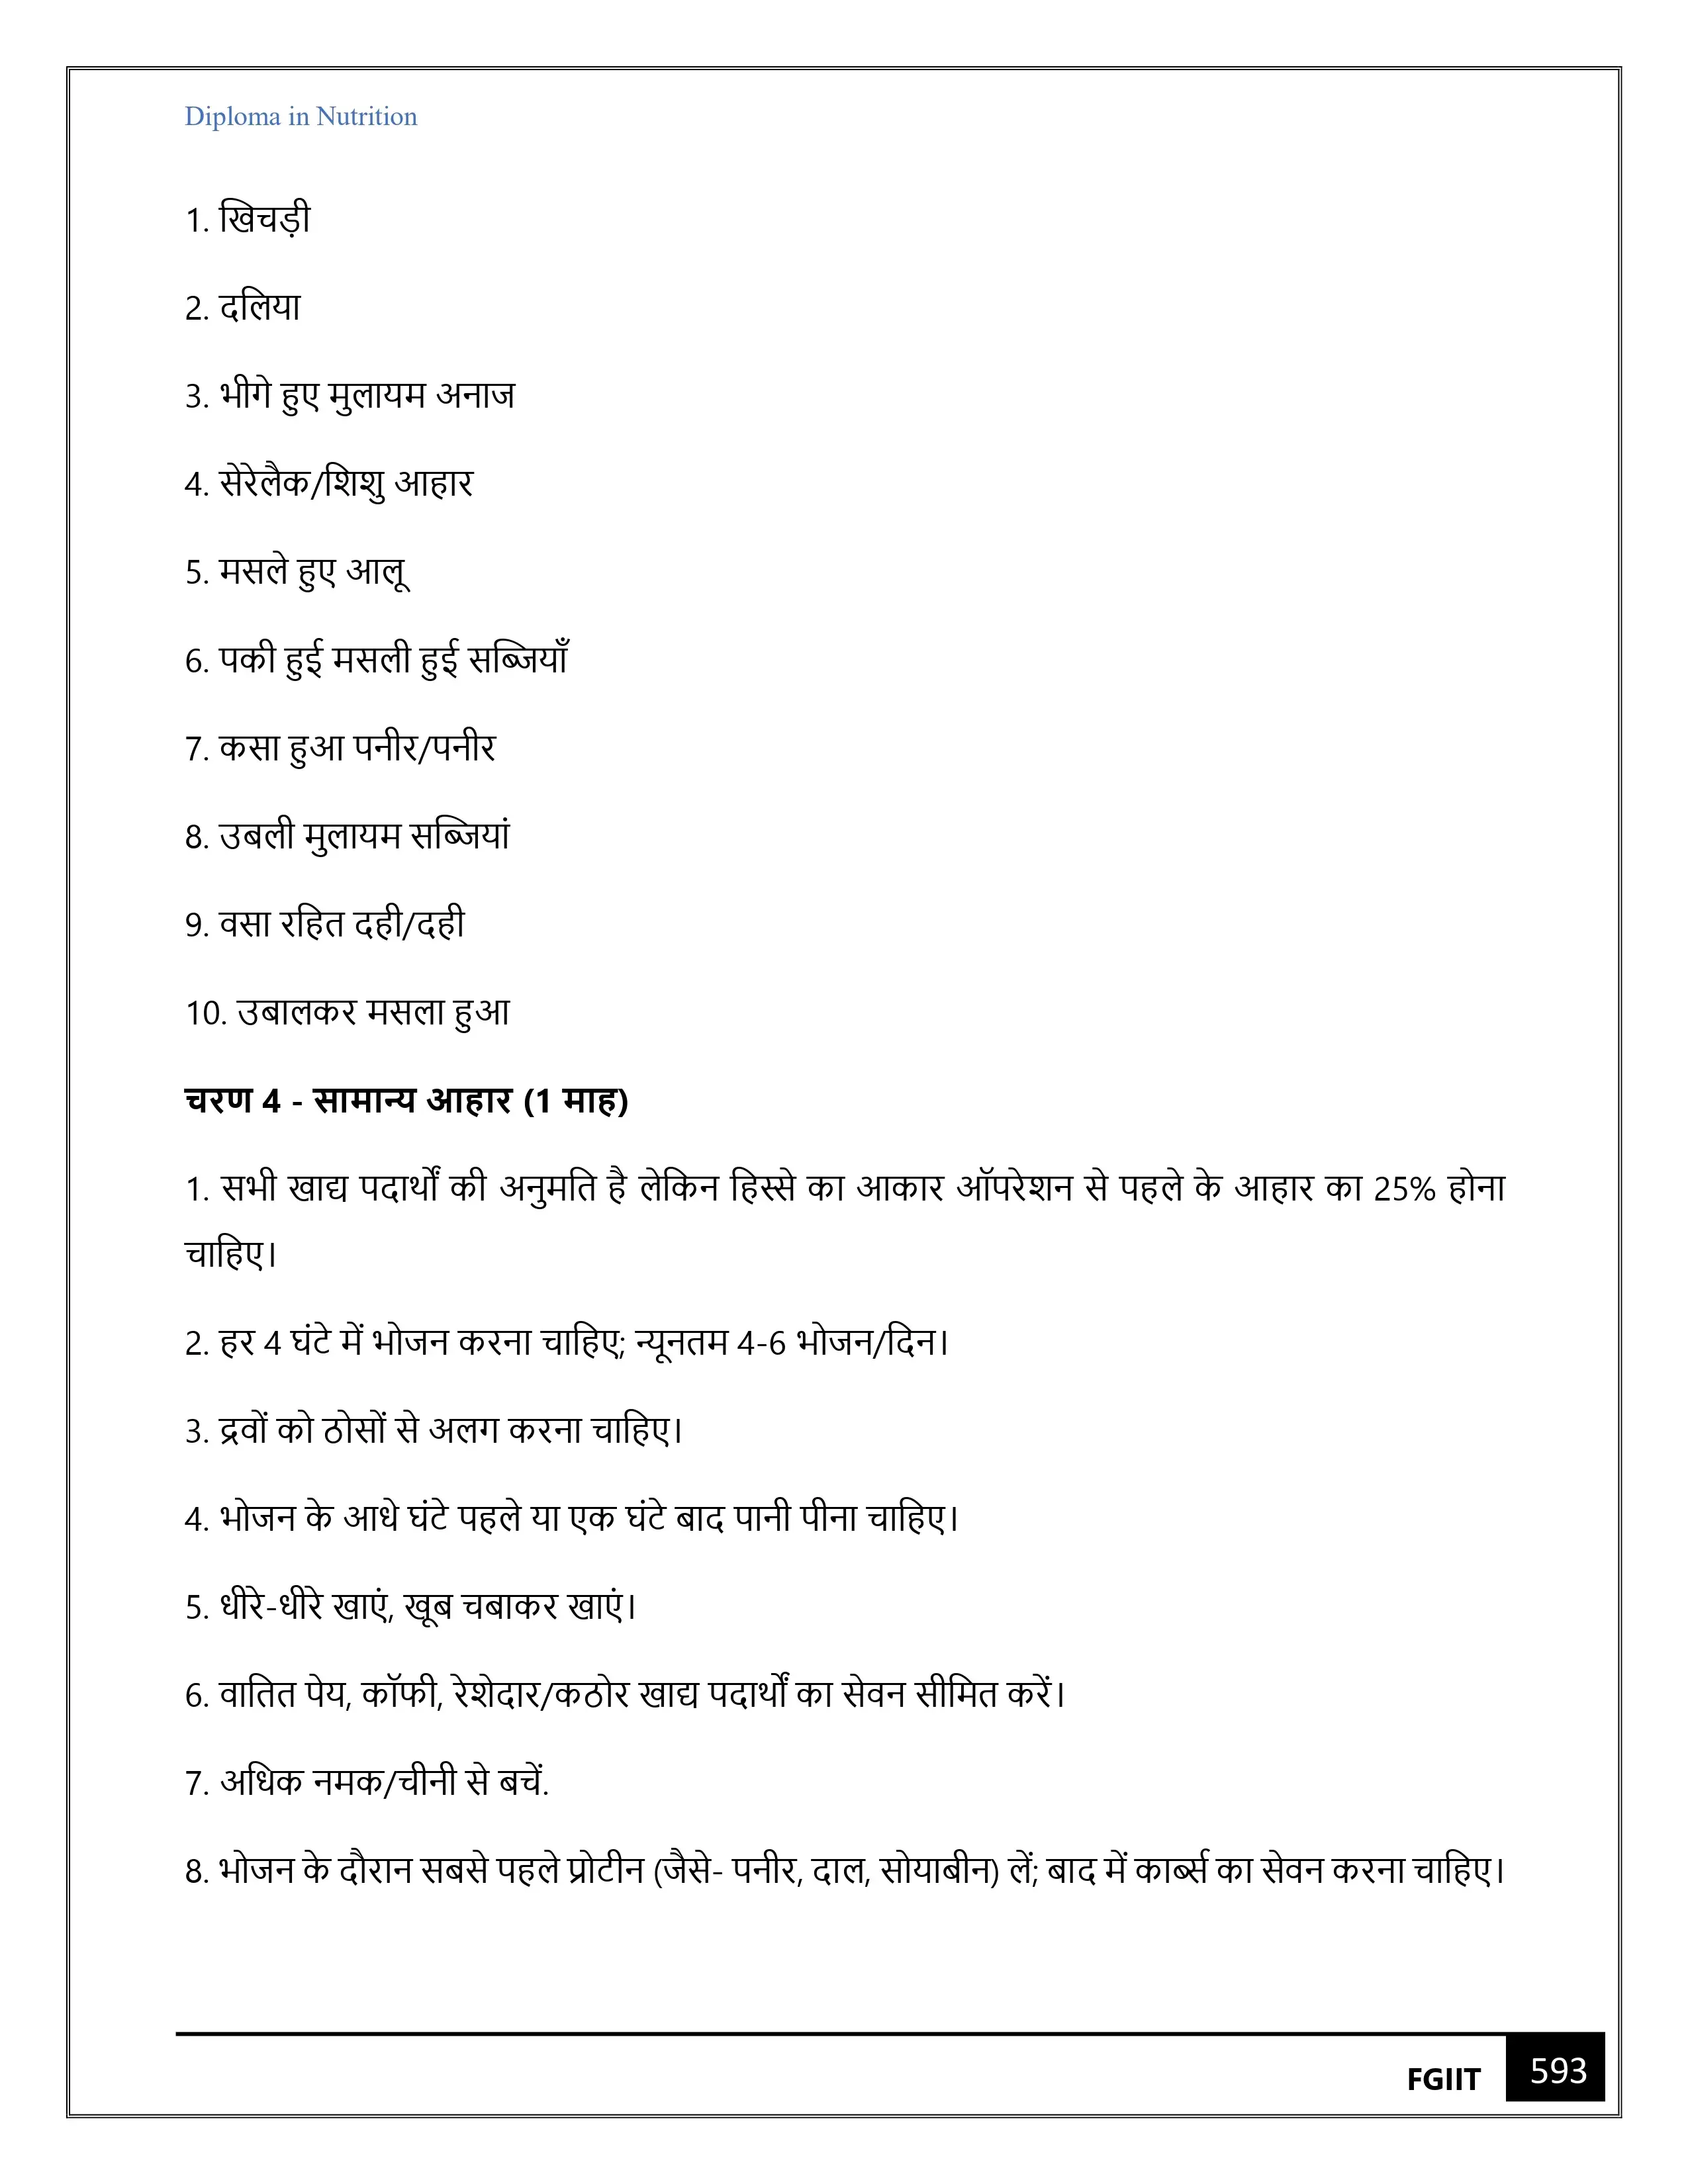 Diploma in Nutrition
1. खिचड़ी
2. दलिया
3. भीगे हुए मुलायम अनाज
4. सेरेलैक/शिशु आहार
5. मसले हुए आलू
6. पकी हुई मसली हुई सब्जियाँ
7. कसा हुआ पनीर/पनीर
8. उबली मुलायम सब्जियां
9. वसा रहित दही/दही
10. उबालकर मसला हुआ
चरण 4 - सामान्य आहार (1 माह)
1. सभी खाद्य पदार्थों की अनुमति है लेकिन हिस्से का आकार ऑपरेशन से पहले के आहार का 25% होना
चाहिए।
2. हर 4 घंटे में भोजन करना चाहिए; न्यूनतम 4-6 भोजन/दिन।
3. द्रवों को ठोसों से अलग करना चाहिए।
4. भोजन के आधे घंटे पहले या एक घंटे बाद पानी पीना चाहिए।
5. धीरे-धीरे खाएं, खूब चबाकर खाएं।
6. वातित पेय, कॉफी, रेशेदार/कठोर खाद्य पदार्थों का सेवन सीमित करें।
7. अधिक नमक/चीनी से बचें.
8. भोजन के दौरान सबसे पहले प्रोटीन (जैसे- पनीर, दाल, सोयाबीन) लें; बाद में कार्ब्स का सेवन करना चाहिए।
FGIIT 593